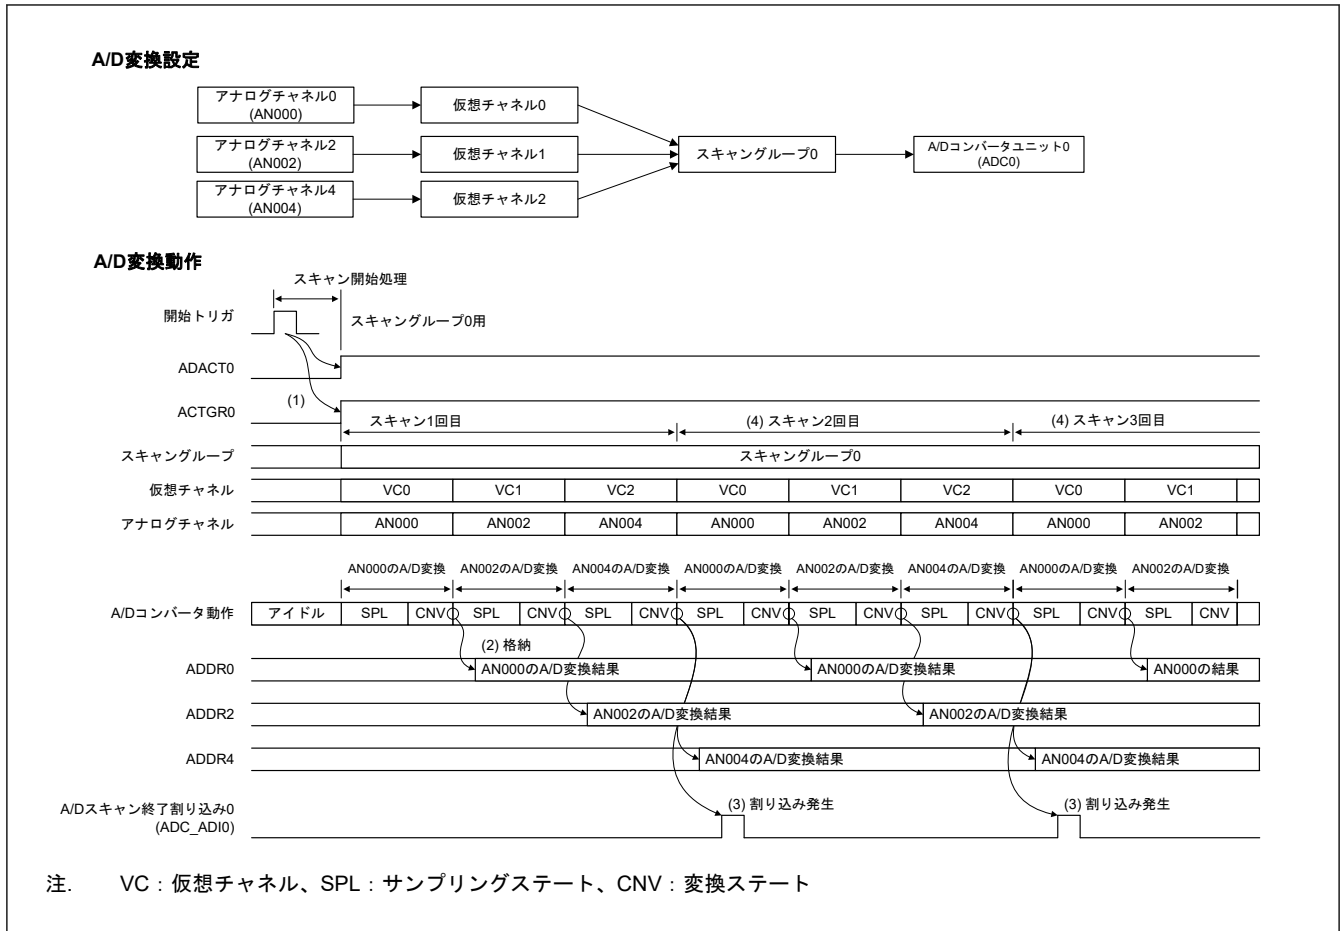 A/D変換設定
アナログチャネル0
(AN000)
仮想チャネル0
アナログチャネル2
(AN002)
仮想チャネル1
スキャングループ0
A/Dコンバータユニット0
(ADC0)
アナログチャネル4
(AN004)
仮想チャネル2
A/D変換動作
スキャン開始処理
開始トリガ
スキャングループ0用
ADACT0
(1)
ACTGR0
スキャン1回目
(4) スキャン2回目
(4) スキャン3回目
スキャングループ
スキャングループ0
仮想チャネル
VC0 VC1 VC2 VC0 VC1 VC2 VC0 VC1
アナログチャネル
AN000 AN002 AN004 AN000 AN002 AN004 AN000 AN002
AN000のA/D変換 AN002のA/D変換 AN004のA/D変換 AN000のA/D変換 AN002のA/D変換 AN004のA/D変換 AN000のA/D変換 AN002のA/D変換
A/Dコンバータ動作
アイドル SPL CNV SPL CNV SPL CNV SPL CNV SPL CNV SPL CNV SPL CNV SPL CNV
(2) 格納
ADDR0
AN000のA/D変換結果 AN000のA/D変換結果 AN000の結果
ADDR2
AN002のA/D変換結果 AN002のA/D変換結果
ADDR4
AN004のA/D変換結果 AN004のA/D変換結果
A/Dスキャン終了割り込み0
(ADC_ADI0)
(3) 割り込み発生 (3) 割り込み発生
注. VC：仮想チャネル、SPL：サンプリングステート、CNV：変換ステート